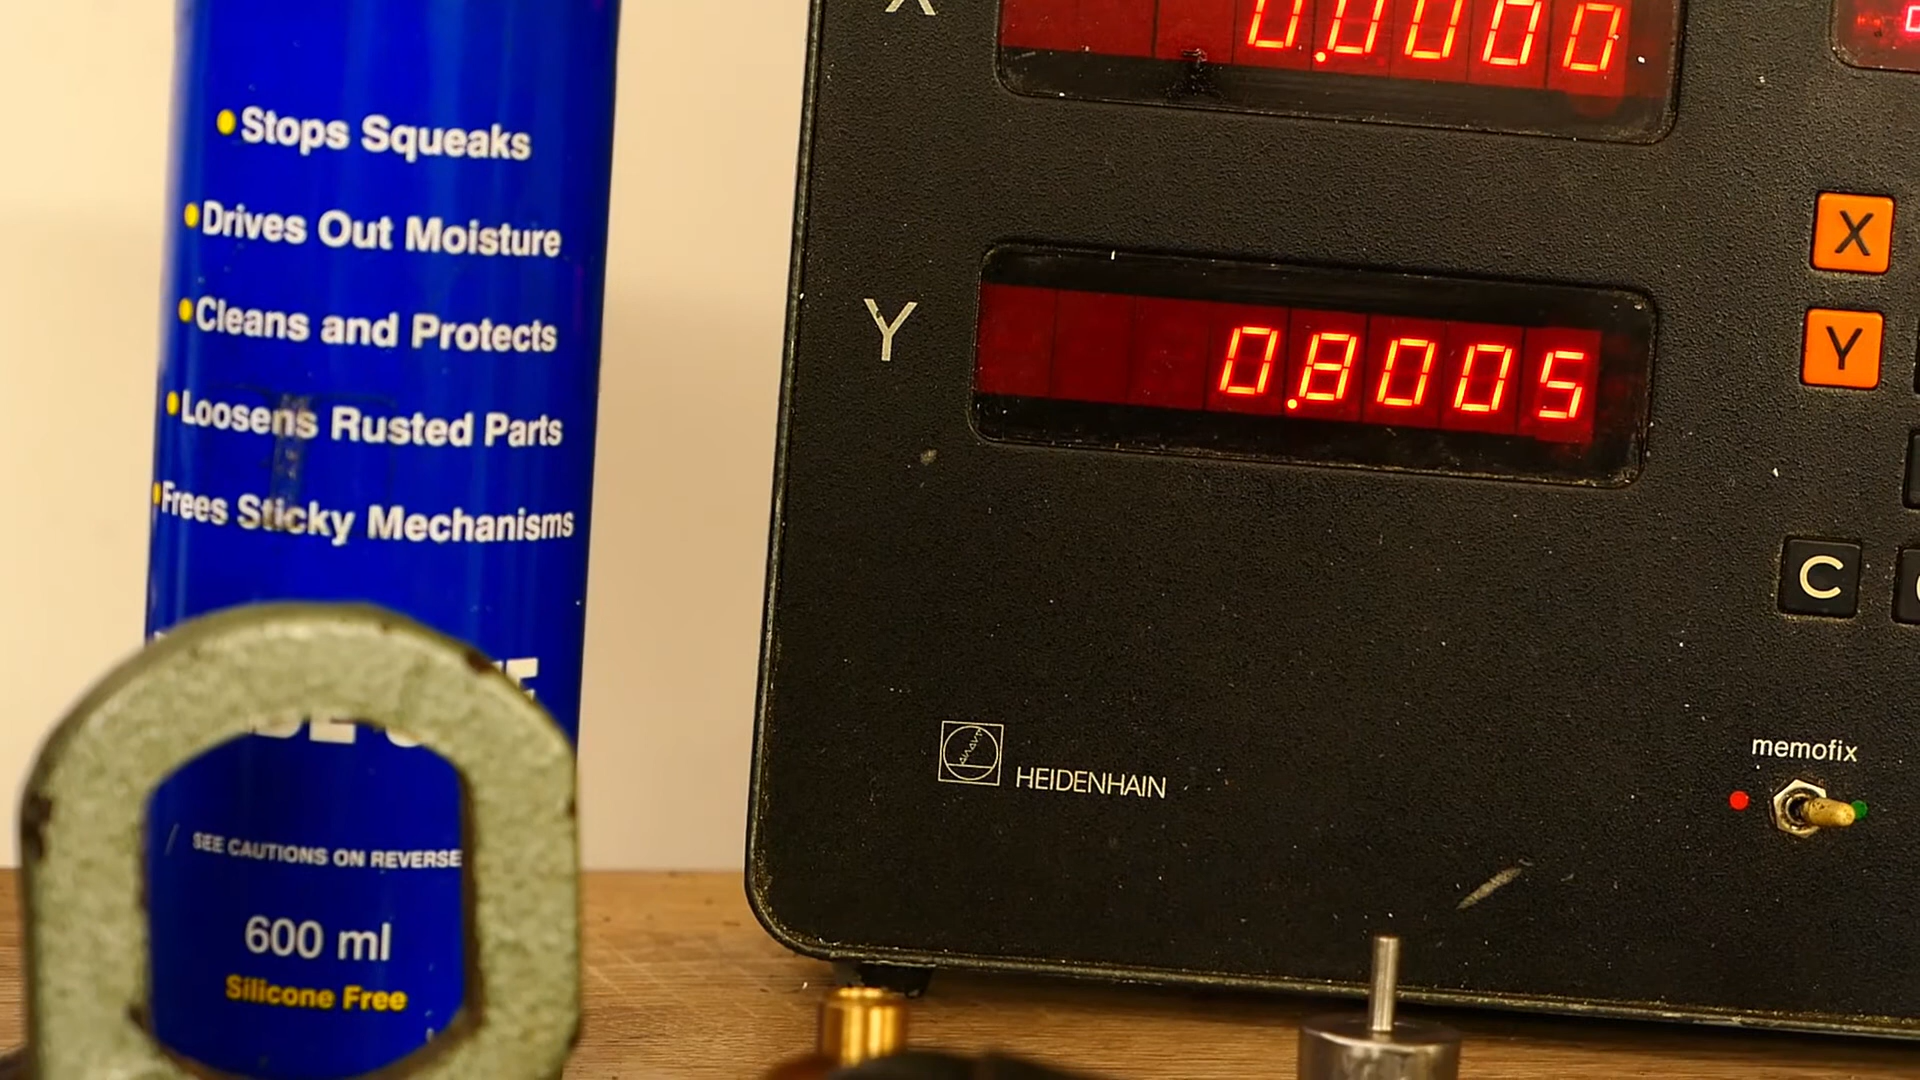 Stops Squeaks
Drives Out Moisture
Cleans and Protects
Loosens Rusted Parts
Frees Sticky Mechanisms
SEE CAUTIONS ON REVERSE
600 ml
Silicone Free
X
0.0000
Y
0.8005
X
Y
C
HEIDENHAIN
memofix